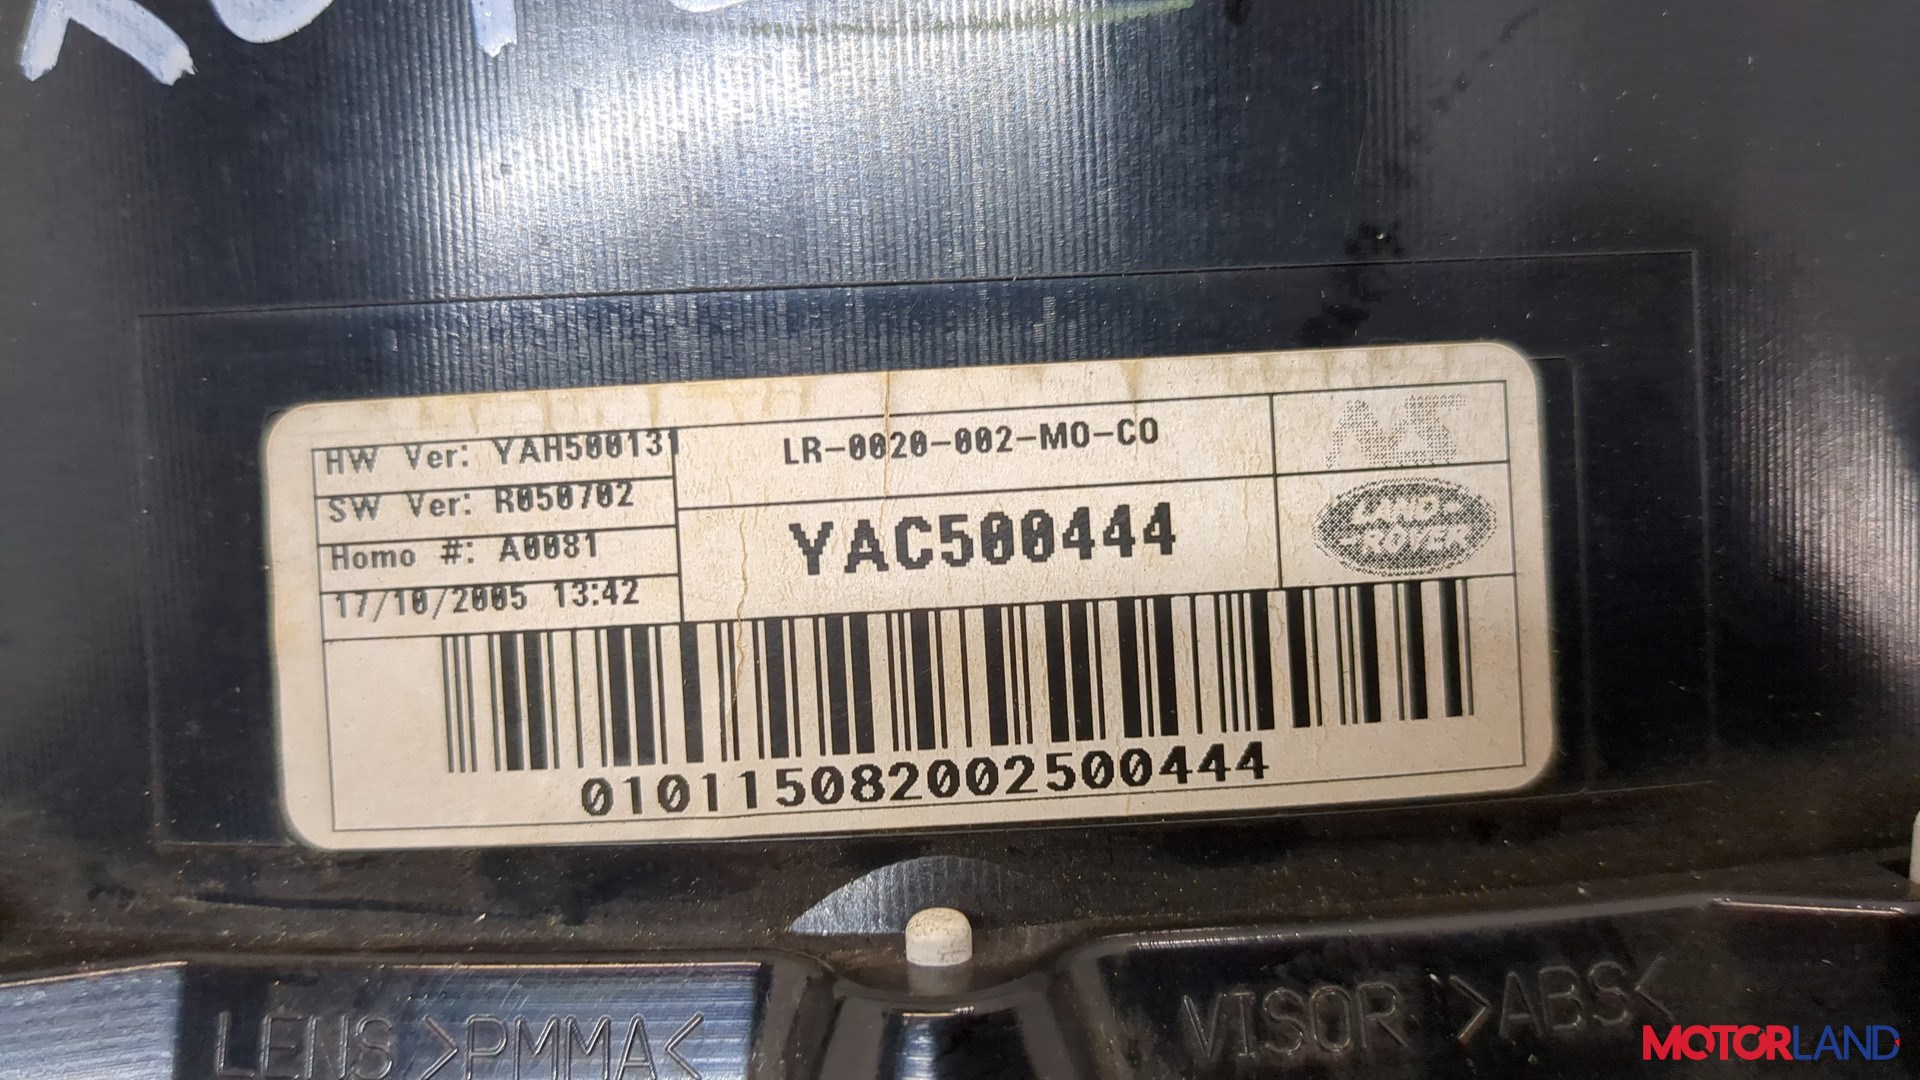 HW Ver: YAH500131
SW Ver: R050702
Homo #: A0081
17/10/2005 13:42
LR-0020-002-MO-CO
YAC500444
LAND-
-ROVER
010115082002500444
LENS >PMMA<
VISOR >ABS<
MOTORLAND